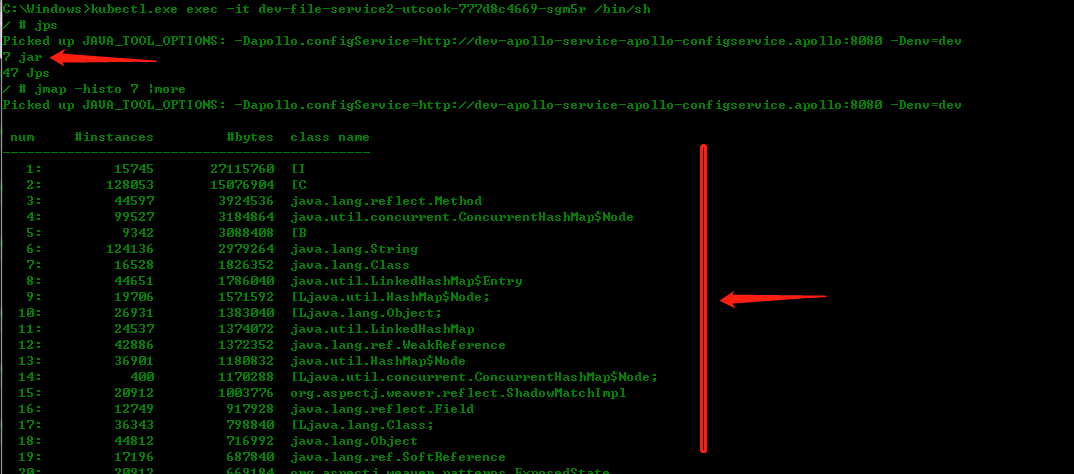 C:\Windows>kubectl.exe exec -it dev-file-service2-utcook-777d8c4669-sgm5r /bin/sh
/ # jps
Picked up JAVA_TOOL_OPTIONS: -Dapollo.configService=http://dev-apollo-service-apollo-configservice.apollo:8080 -Denv=dev
7 jar
47 Jps
/ # jmap -histo 7 |more
Picked up JAVA_TOOL_OPTIONS: -Dapollo.configService=http://dev-apollo-service-apollo-configservice.apollo:8080 -Denv=dev
num #instances #bytes class name
----------------------------------------------
1: 15745 27115760 [I
2: 128053 15076904 [C
3: 44597 3924536 java.lang.reflect.Method
4: 99527 3184864 java.util.concurrent.ConcurrentHashMap$Node
5: 9342 3088408 [B
6: 124136 2979264 java.lang.String
7: 16528 1826352 java.lang.Class
8: 44651 1786040 java.util.LinkedHashMap$Entry
9: 19706 1571592 [Ljava.util.HashMap$Node;
10: 26931 1383040 [Ljava.lang.Object;
11: 24537 1374072 java.util.LinkedHashMap
12: 42886 1372352 java.lang.ref.WeakReference
13: 36901 1180832 java.util.HashMap$Node
14: 400 1170288 [Ljava.util.concurrent.ConcurrentHashMap$Node;
15: 20912 1003776 org.aspectj.weaver.reflect.ShadowMatchImpl
16: 12749 917928 java.lang.reflect.Field
17: 36343 798840 [Ljava.lang.Class;
18: 44812 716992 java.lang.Object
19: 17196 687840 java.lang.ref.SoftReference
20: 20912 669184 org.aspectj.weaver.patterns.ExposedState